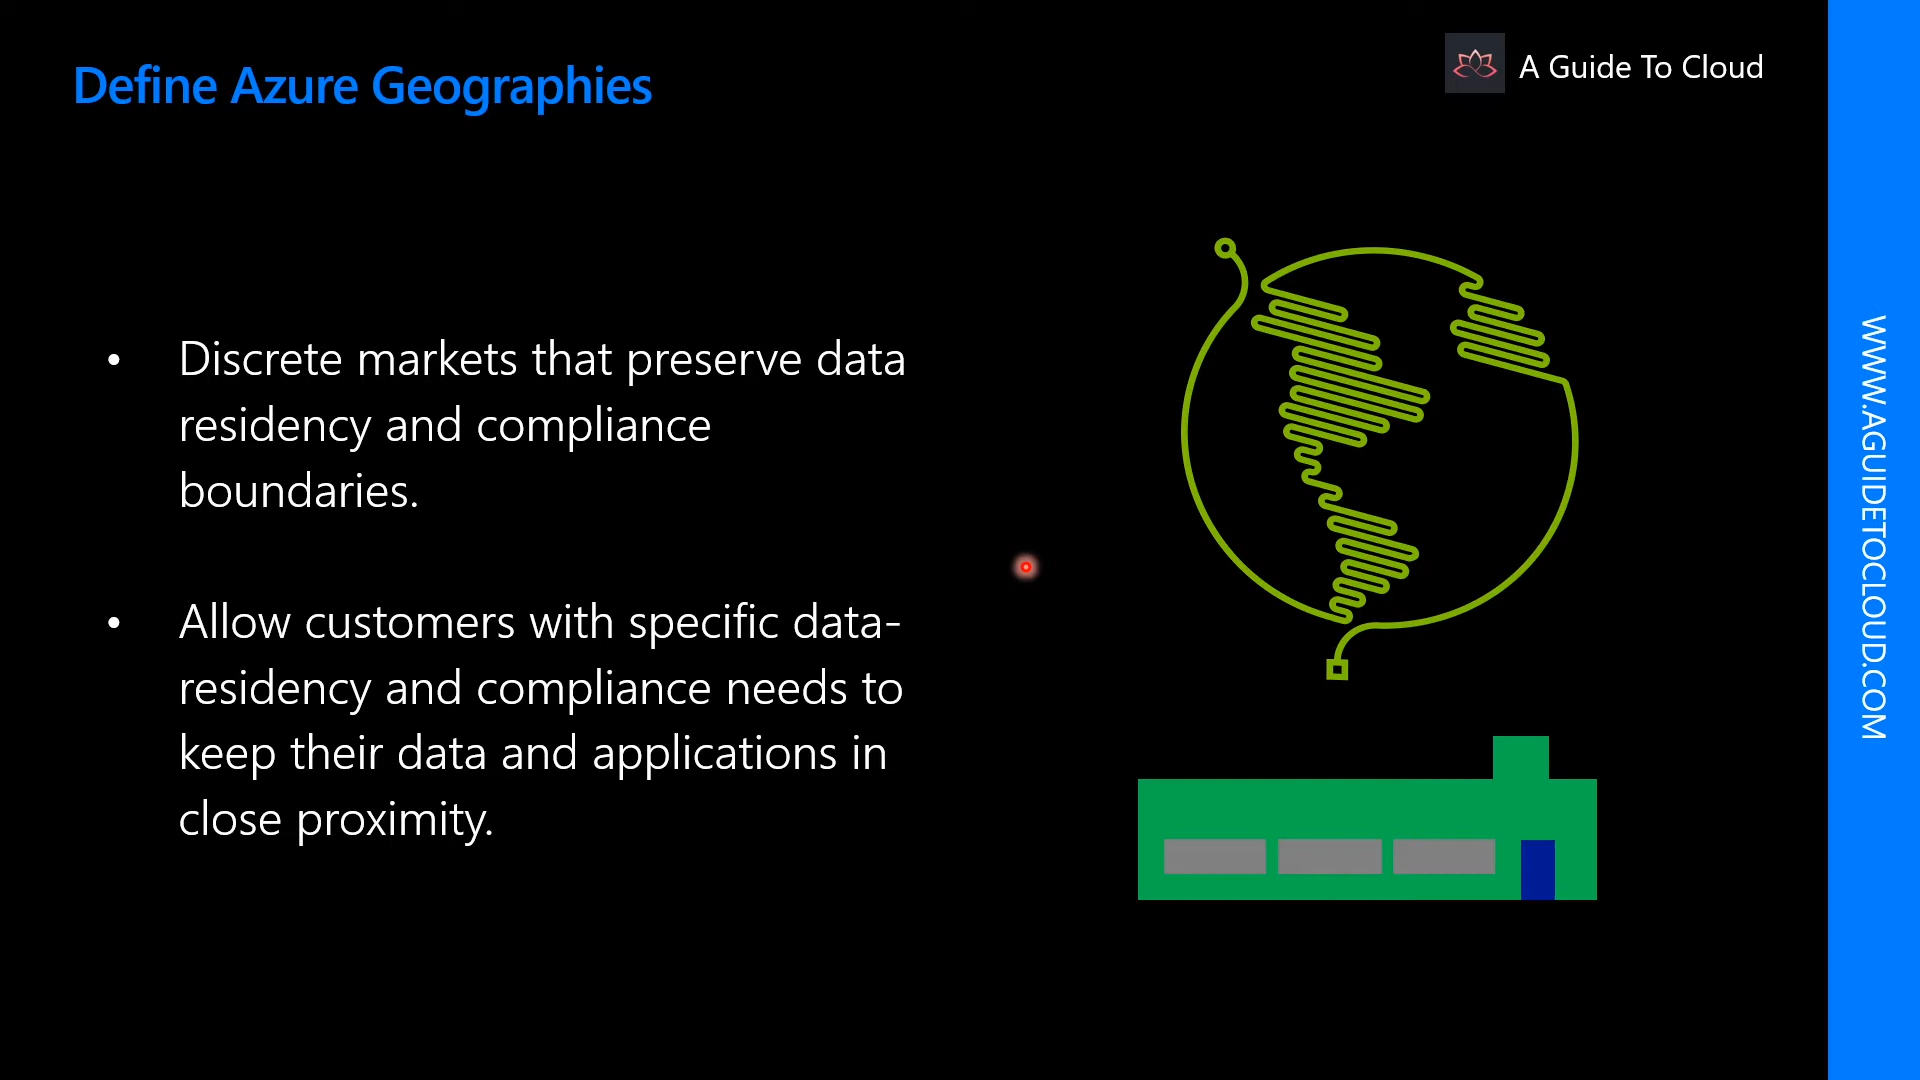 Define Azure Geographies
A Guide To Cloud
• Discrete markets that preserve data
residency and compliance
boundaries.
• Allow customers with specific data-
residency and compliance needs to
keep their data and applications in
close proximity.
WWW.AGUIDETOCLOUD.COM